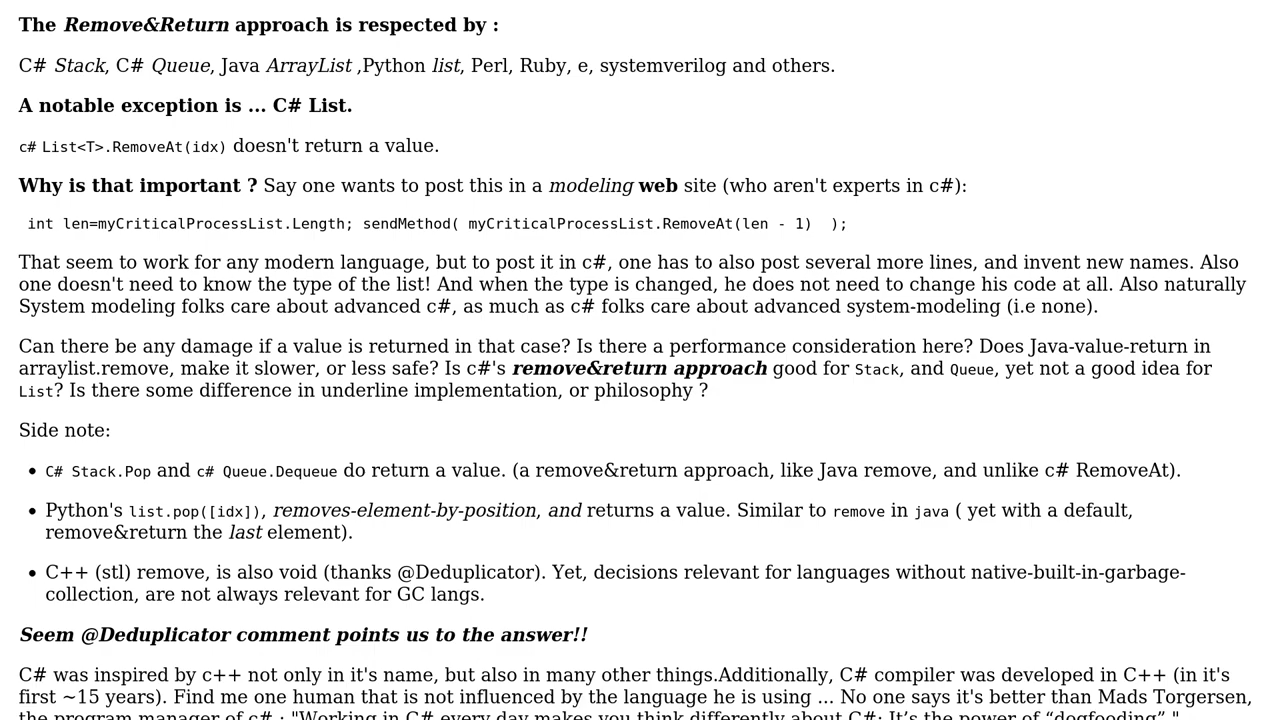 The Remove&Return approach is respected by :
C# Stack, C# Queue, Java ArrayList ,Python list, Perl, Ruby, e, systemverilog and others.
A notable exception is ... C# List.
c# List<T>.RemoveAt(idx) doesn't return a value.
Why is that important ? Say one wants to post this in a modeling web site (who aren't experts in c#):
int len=myCriticalProcessList.Length; sendMethod( myCriticalProcessList.RemoveAt(len - 1)  );
That seem to work for any modern language, but to post it in c#, one has to also post several more lines, and invent new names. Also
one doesn't need to know the type of the list! And when the type is changed, he does not need to change his code at all. Also naturally
System modeling folks care about advanced c#, as much as c# folks care about advanced system-modeling (i.e none).
Can there be any damage if a value is returned in that case? Is there a performance consideration here? Does Java-value-return in
arraylist.remove, make it slower, or less safe? Is c#'s remove&return approach good for Stack, and Queue, yet not a good idea for
List? Is there some difference in underline implementation, or philosophy ?
Side note:
• C# Stack.Pop and c# Queue.Dequeue do return a value. (a remove&return approach, like Java remove, and unlike c# RemoveAt).
• Python's list.pop([idx]), removes-element-by-position, and returns a value. Similar to remove in java ( yet with a default,
remove&return the last element).
• C++ (stl) remove, is also void (thanks @Deduplicator). Yet, decisions relevant for languages without native-built-in-garbage-
collection, are not always relevant for GC langs.
Seem @Deduplicator comment points us to the answer!!
C# was inspired by c++ not only in it's name, but also in many other things.Additionally, C# compiler was developed in C++ (in it's
first ~15 years). Find me one human that is not influenced by the language he is using ... No one says it's better than Mads Torgersen,
the program manager of c# : "Working in C# every day makes you think differently about C#: It’s the power of “dogfooding”."